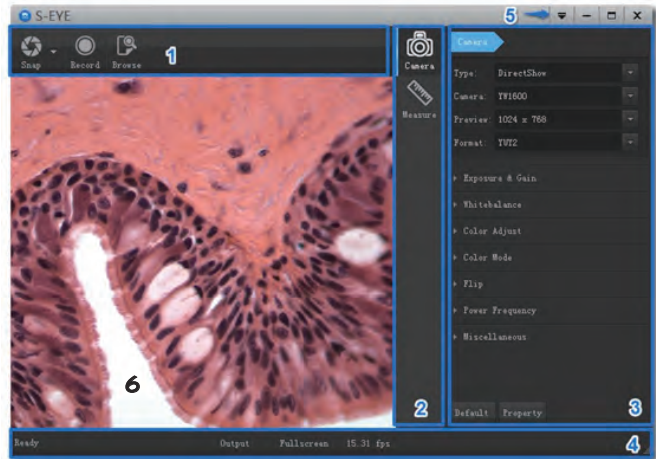 S-EYE
5
Snap
Record
Browse
1
Camera
Measure
Camera
Type: DirectShow
Camera: TW1600
Preview: 1024 x 768
Format: YUY2
Exposure & Gain
Whitebalance
Color Adjust
Color Mode
Flip
Power Frequency
Miscellaneous
6
2
Default Property
3
Ready Output Fullscreen 15.31 fps
4